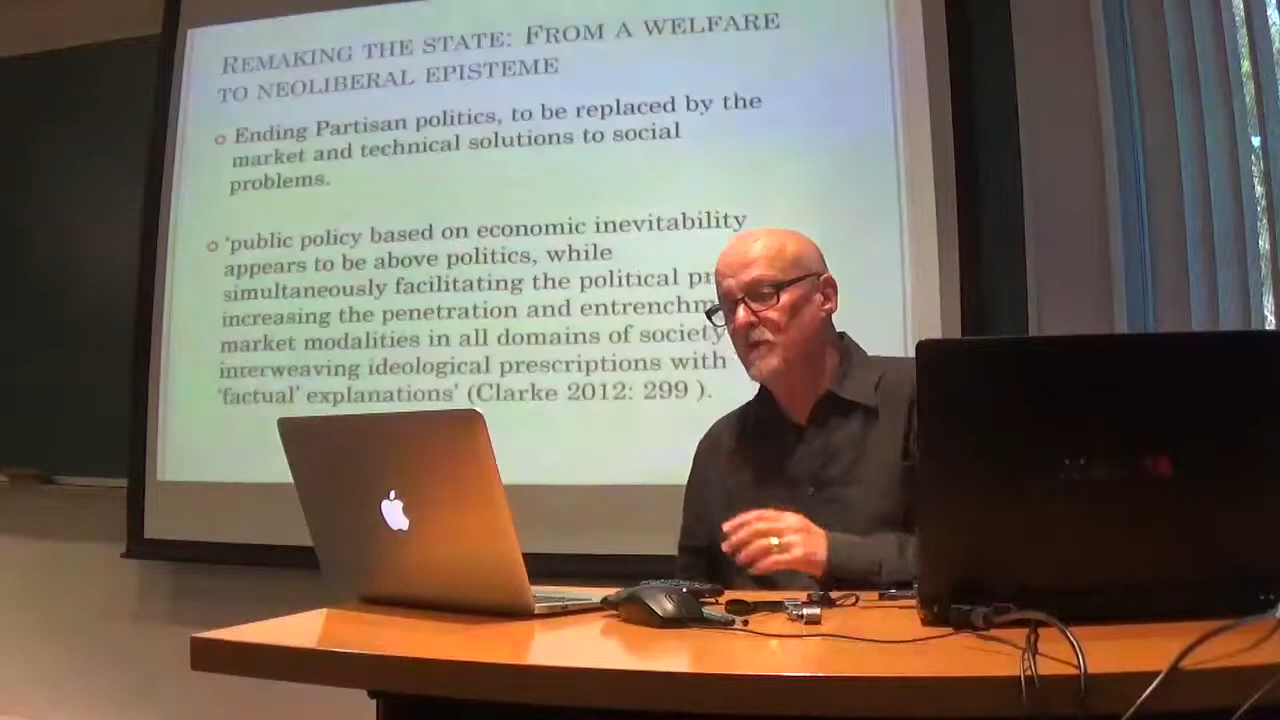 REMAKING THE STATE: FROM A WELFARE
TO NEOLIBERAL EPISTEME
Ending Partisan politics, to be replaced by the
market and technical solutions to social
problems.
'public policy based on economic inevitability
appears to be above politics, while
simultaneously facilitating the political
increasing the penetration and
market modalities in all domains of society
interweaving ideological prescriptions with
'factual' explanations' (Clarke 2012: 299 ).